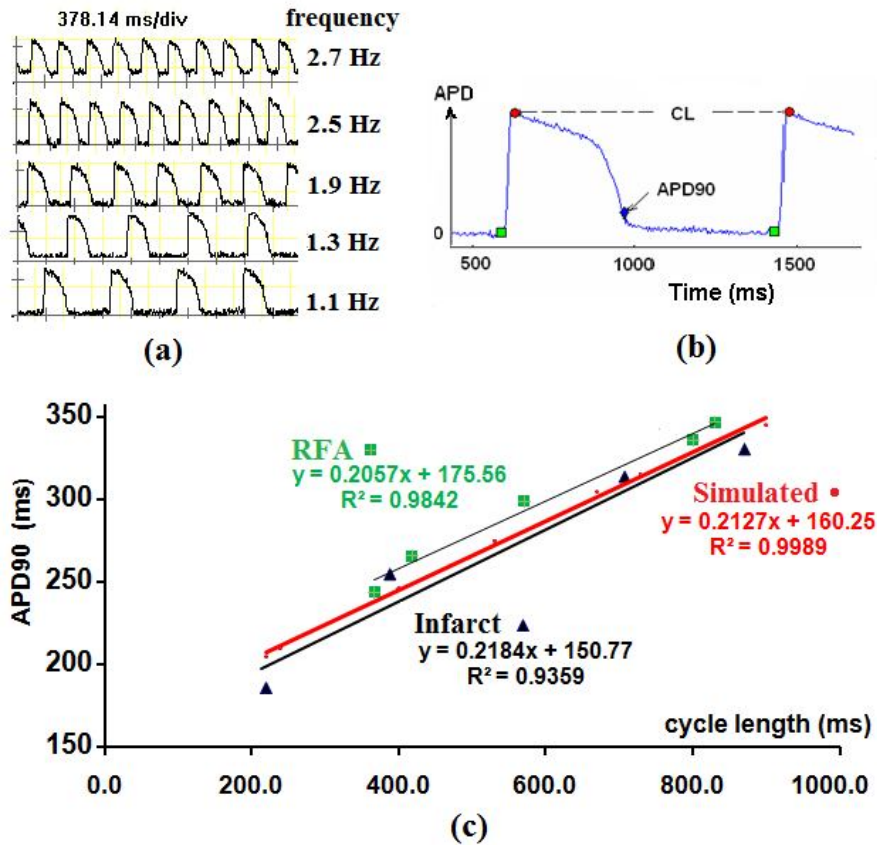 378.14 ms/div frequency
2.7 Hz
2.5 Hz
1.9 Hz
1.3 Hz
1.1 Hz
(a)
APD
CL
APD90
0
500 1000 1500
Time (ms)
(b)
350
300
250
200
150
APD90 (ms)
RFA
y = 0.2057x + 175.56
R² = 0.9842
Simulated
y = 0.2127x + 160.25
R² = 0.9989
Infarct
y = 0.2184x + 150.77
R² = 0.9359
cycle length (ms)
0.0 200.0 400.0 600.0 800.0 1000.0
(c)